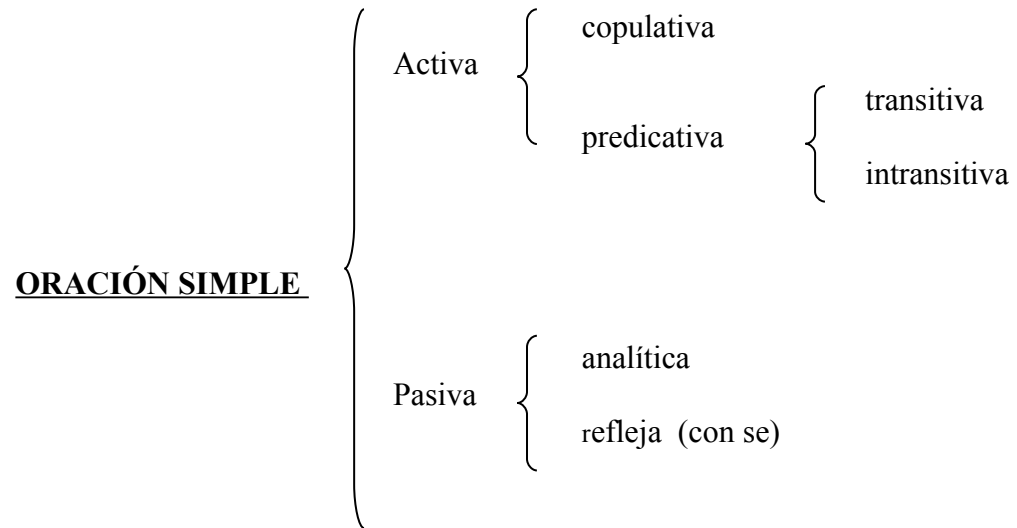 ORACIÓN SIMPLE
Activa
copulativa
predicativa
transitiva
intransitiva
Pasiva
analítica
refleja (con se)